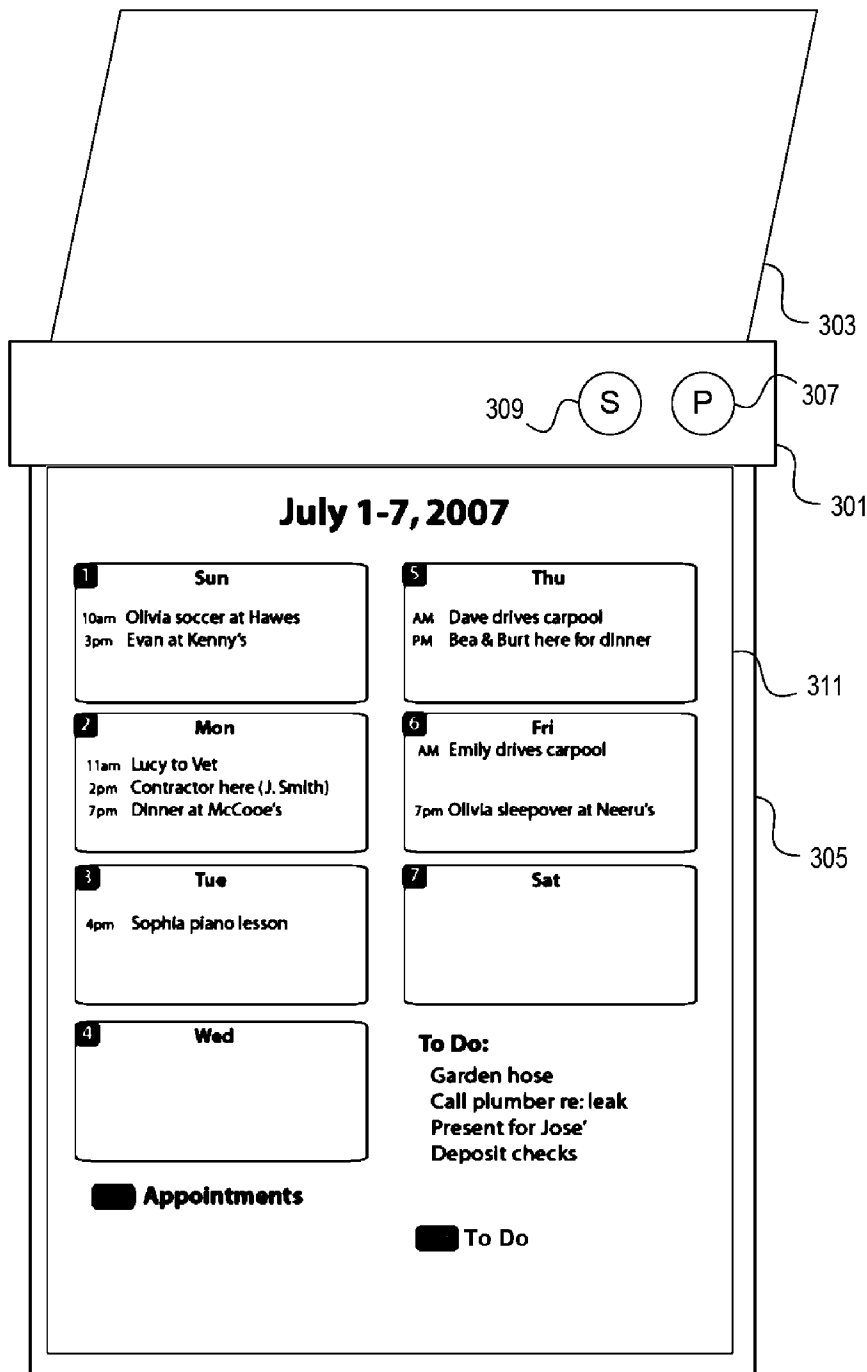 303
309
S
P
307
301
July 1-7, 2007
1
Sun
10am Olivia soccer at Hawes
3pm Evan at Kenny's
5
Thu
AM Dave drives carpool
PM Bea & Burt here for dinner
311
2
Mon
11am Lucy to Vet
2pm Contractor here (J. Smith)
7pm Dinner at McCooe's
6
Fri
AM Emily drives carpool
7pm Olivia sleepover at Neeru's
305
3
Tue
4pm Sophia piano lesson
7
Sat
4
Wed
To Do:
Garden hose
Call plumber re: leak
Present for Jose'
Deposit checks
Appointments
To Do